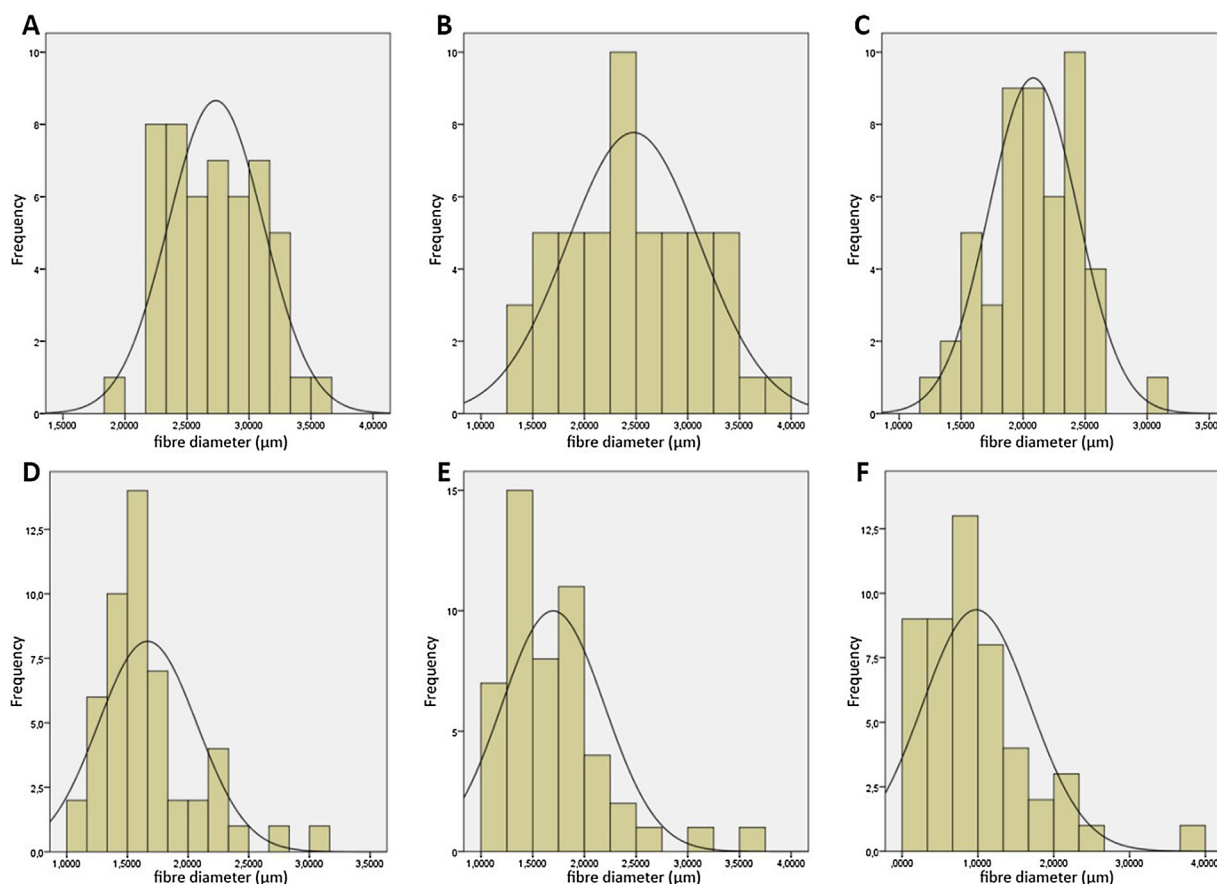 A
B
C
Frequency
10
8
6
4
2
0
1,5000 2,0000 2,5000 3,0000 3,5000 4,0000
fibre diameter (µm)
Frequency
10
8
6
4
2
0
1,0000 1,5000 2,0000 2,5000 3,0000 3,5000 4,0000
fibre diameter (µm)
Frequency
10
8
6
4
2
0
1,0000 1,5000 2,0000 2,5000 3,0000 3,500
fibre diameter (µm)
D
E
F
Frequency
12,5
10,0
7,5
5,0
2,5
0,0
1,0000 1,5000 2,0000 2,5000 3,0000 3,5000
fibre diameter (µm)
Frequency
15
10
5
0
1,0000 1,5000 2,0000 2,5000 3,0000 3,5000 4,0000
fibre diameter (µm)
Frequency
12,5
10,0
7,5
5,0
2,5
0,0
,0000 1,0000 2,0000 3,0000 4,0000
fibre diameter (µm)